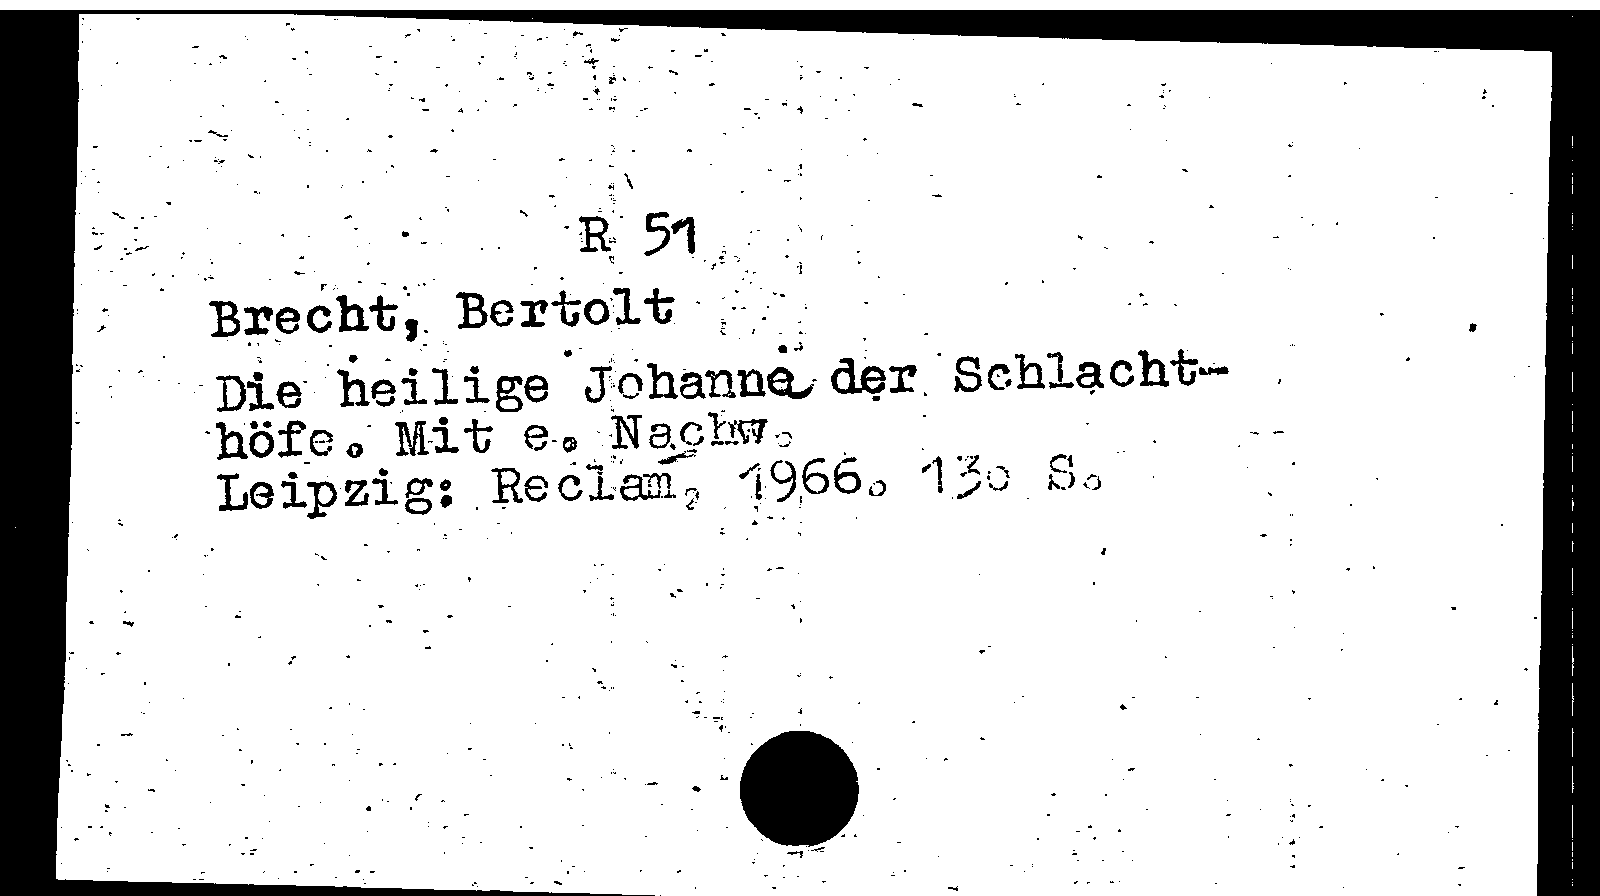 R 51
Brecht, Bertolt
Die heilige Johanna der Schlacht-
höfe. Mit e. Nachw.
Leipzig: Reclam, 1966. 130 S.